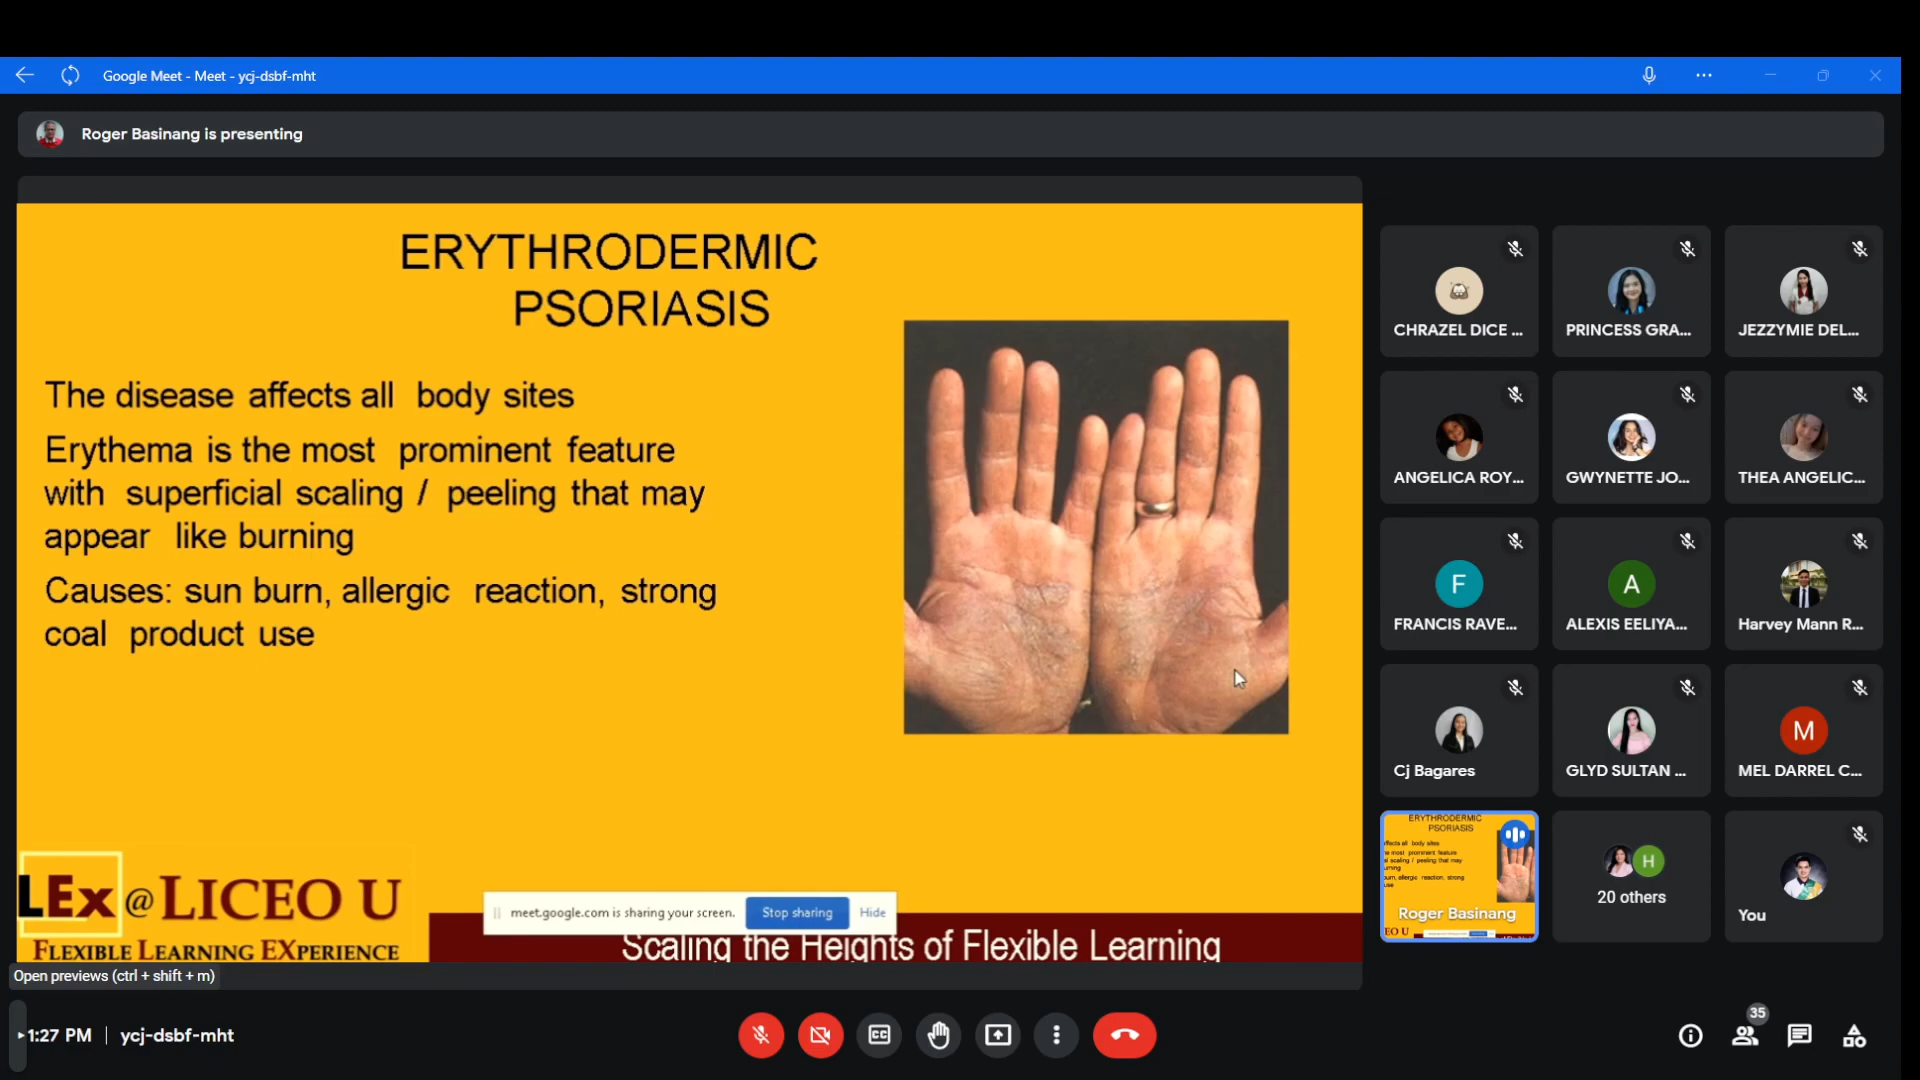 Google Meet - Meet - ycj-dsbf-mht
Roger Basinang is presenting
ERYTHRODERMIC
PSORIASIS
The disease affects all body sites
Erythema is the most prominent feature
with superficial scaling / peeling that may
appear like burning
Causes: sun burn, allergic reaction, strong
coal product use
LEx @ LICEO U
FLEXIBLE LEARNING EXPERIENCE
meet.google.com is sharing your screen. Stop sharing Hide
Scaling the Heights of Flexible Learning
Open previews (ctrl + shift + m)
CHRAZEL DICE ...
PRINCESS GRA...
JEZZYMIE DEL...
ANGELICA ROY...
GWYNETTE JO...
THEA ANGELIC...
F
FRANCIS RAVE...
A
ALEXIS EELIYA...
Harvey Mann R...
Cj Bagares
GLYD SULTAN ...
M
MEL DARREL C...
ERYTHRODERMIC
PSORIASIS
Roger Basinang
H
20 others
You
1:27 PM | ycj-dsbf-mht
CC
35